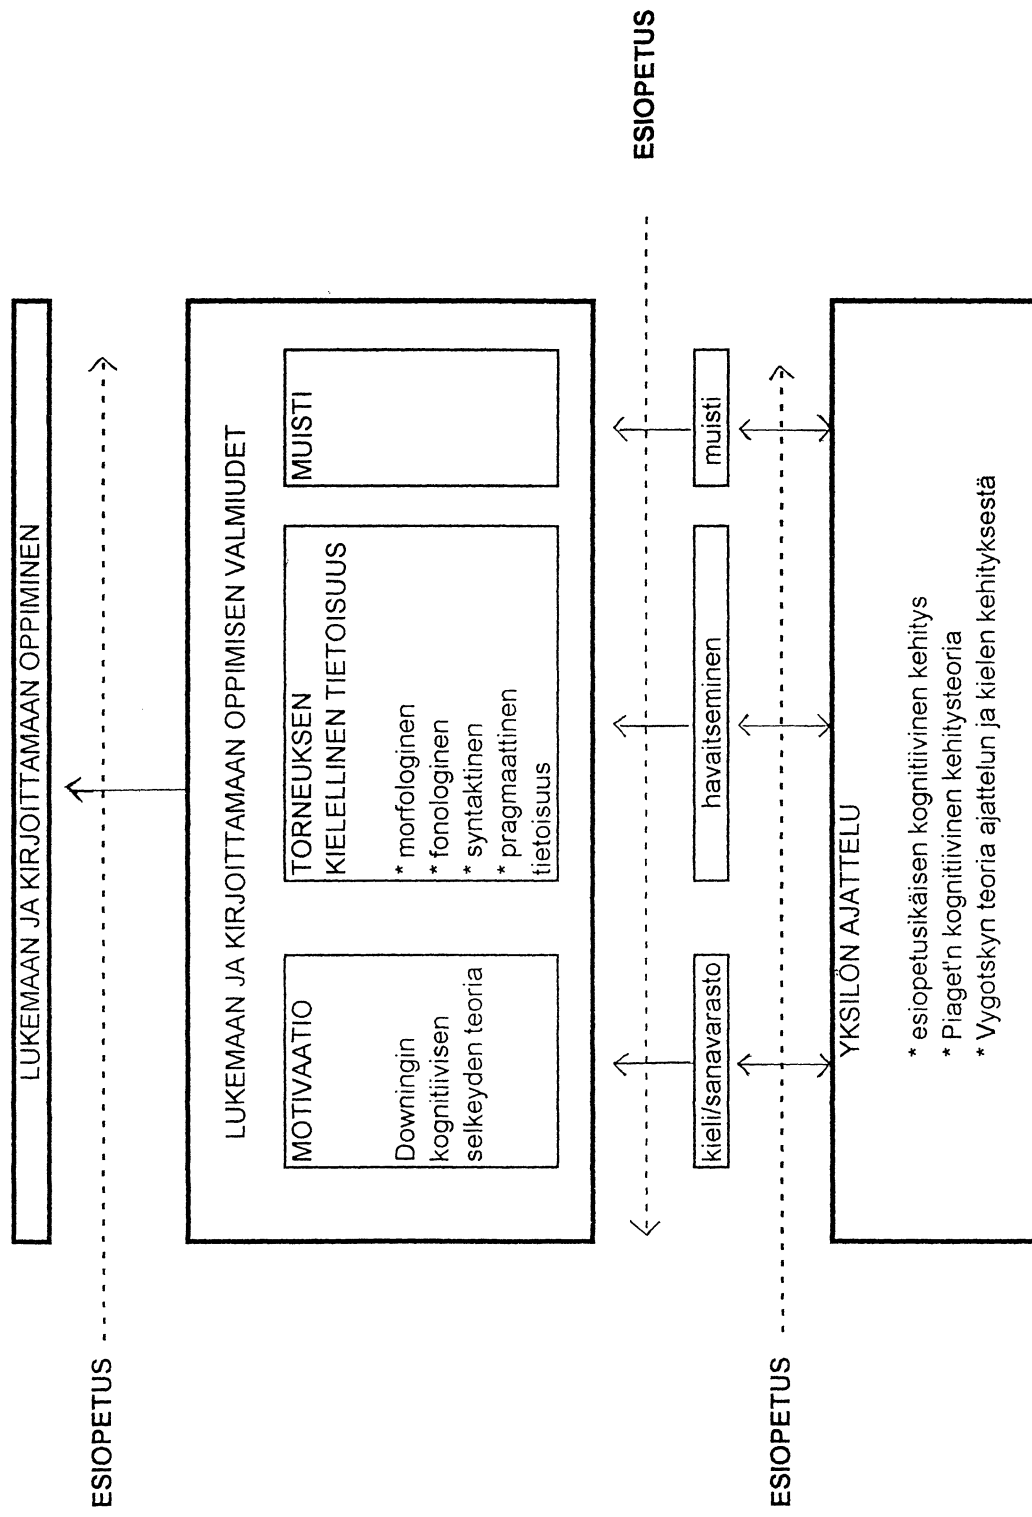 LUKEMAAN JA KIRJOITTAMAAN OPPIMINEN
ESIOPETUS
LUKEMAAN JA KIRJOITTAMAAN OPPIMISEN VALMIUDET
MOTIVAATIO
Downingin
kognitiivisen
selkeyden teoria
TORNEUKSEN
KIELELLINEN TIETOISUUS
* morfologinen
* fonologinen
* syntaktinen
* pragmaattinen
tietoisuus
MUISTI
ESIOPETUS
kieli/sanavarasto
havaitseminen
muisti
ESIOPETUS
YKSILÖN AJATTELU
* esiopetusikäisen kognitiivinen kehitys
* Piaget'n kognitiivinen kehitysteoria
* Vygotskyn teoria ajattelun ja kielen kehityksestä